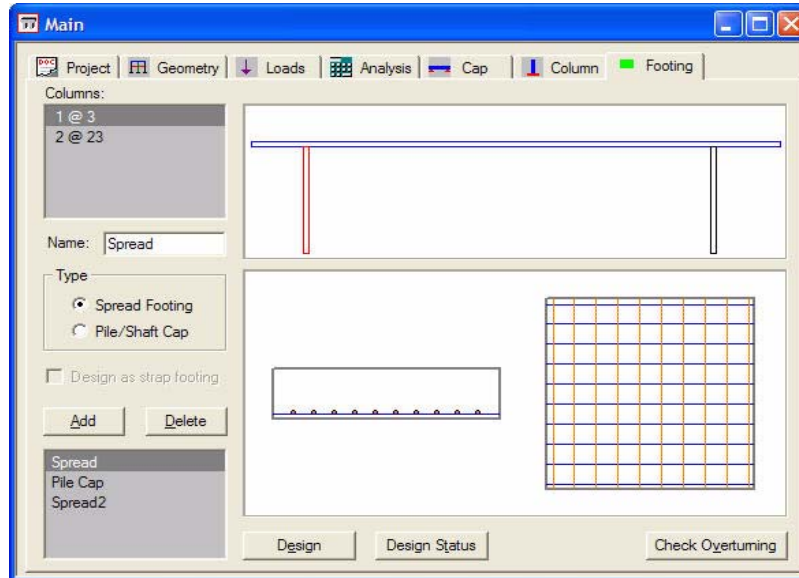 Main
DOC Project Geometry Loads Analysis Cap Column Footing
Columns:
1 @ 3
2 @ 23
Name: Spread
Type
Spread Footing
Pile/Shaft Cap
Design as strap footing
Add Delete
Spread
Pile Cap
Spread2
Design Design Status Check Overturning